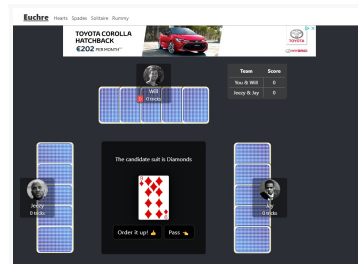 Euchre Hearts Spades Solitaire Rummy
TOYOTA COROLLA
HATCHBACK
€202 PER MONTH
TOYOTA
Will
0 tricks
Team Score
You & Will 0
Jeezy & Jay 0
The candidate suit is Diamonds
Jeezy
0 tricks
Jay
0 tricks
Order it up! 👍 Pass 👈